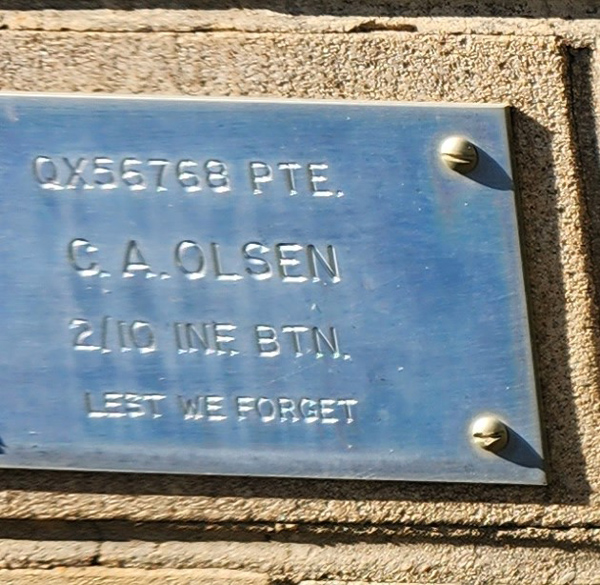 QX56768 PTE.
C. A. OLSEN
2/10 INF. BTN.
LEST WE FORGET